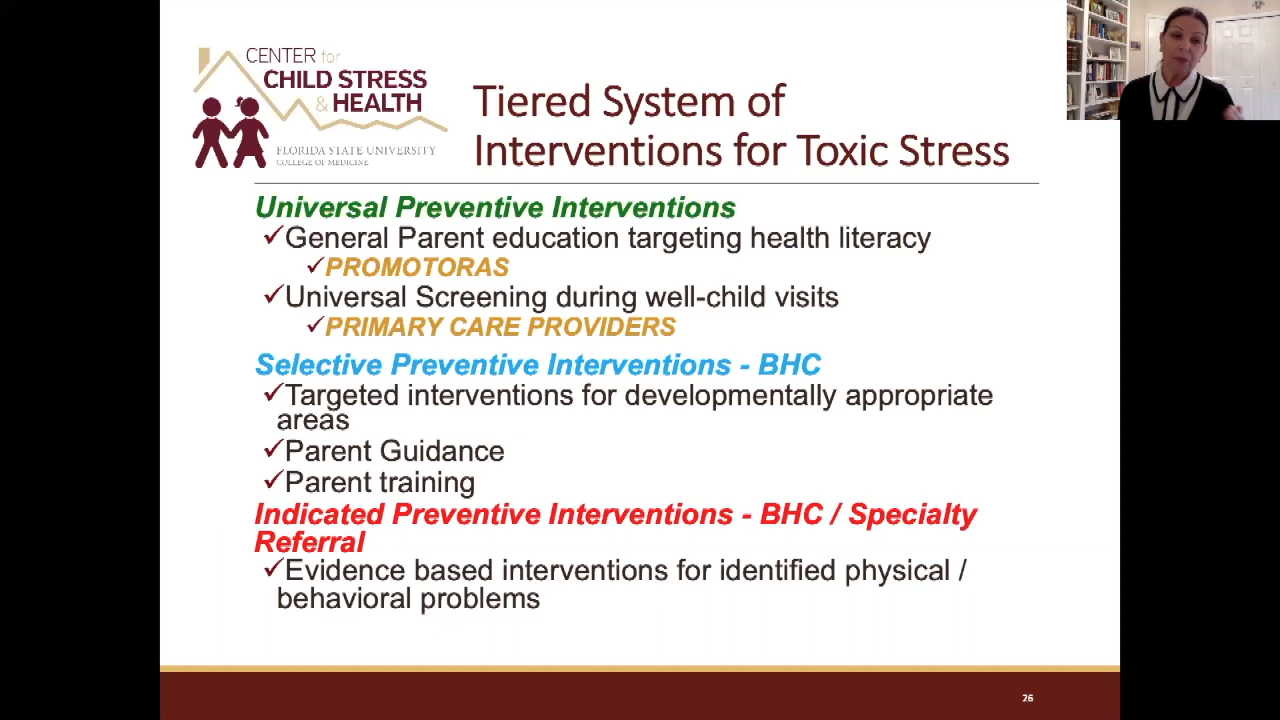 CENTER for
CHILD STRESS
& HEALTH
FLORIDA STATE UNIVERSITY
COLLEGE OF MEDICINE
Tiered System of
Interventions for Toxic Stress
Universal Preventive Interventions
✓General Parent education targeting health literacy
✓PROMOTORAS
✓Universal Screening during well-child visits
✓PRIMARY CARE PROVIDERS
Selective Preventive Interventions - BHC
✓Targeted interventions for developmentally appropriate
areas
✓Parent Guidance
✓Parent training
Indicated Preventive Interventions - BHC / Specialty
Referral
✓Evidence based interventions for identified physical /
behavioral problems
26